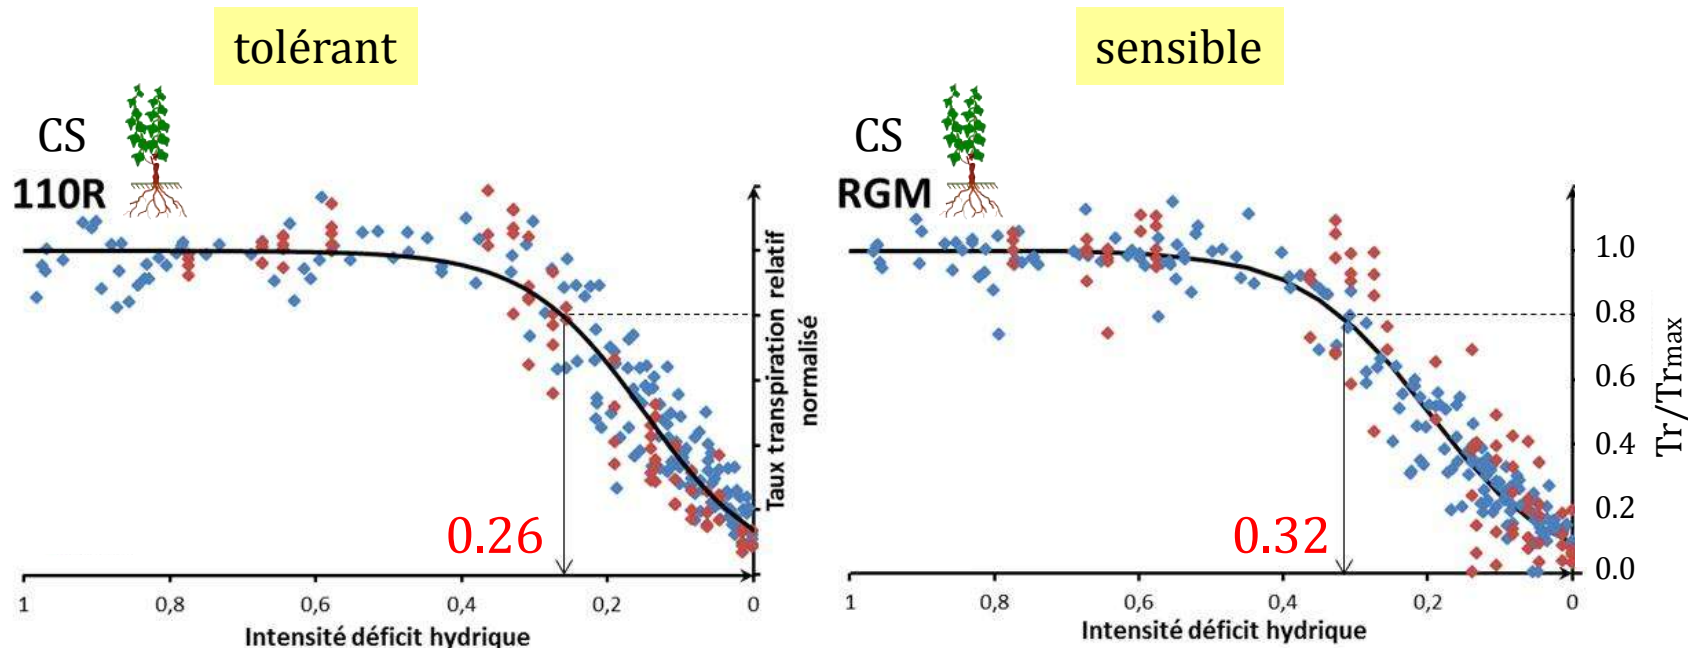 tolérant
CS
110R
Taux transpiration relatif
normalisé
0.26
1 0,8 0,6 0,4 0,2 0
Intensité déficit hydrique
sensible
CS
RGM
1.0
0.8
0.6
0.4
0.2
0.0
Tr/Trmax
0.32
1 0,8 0,6 0,4 0,2 0
Intensité déficit hydrique